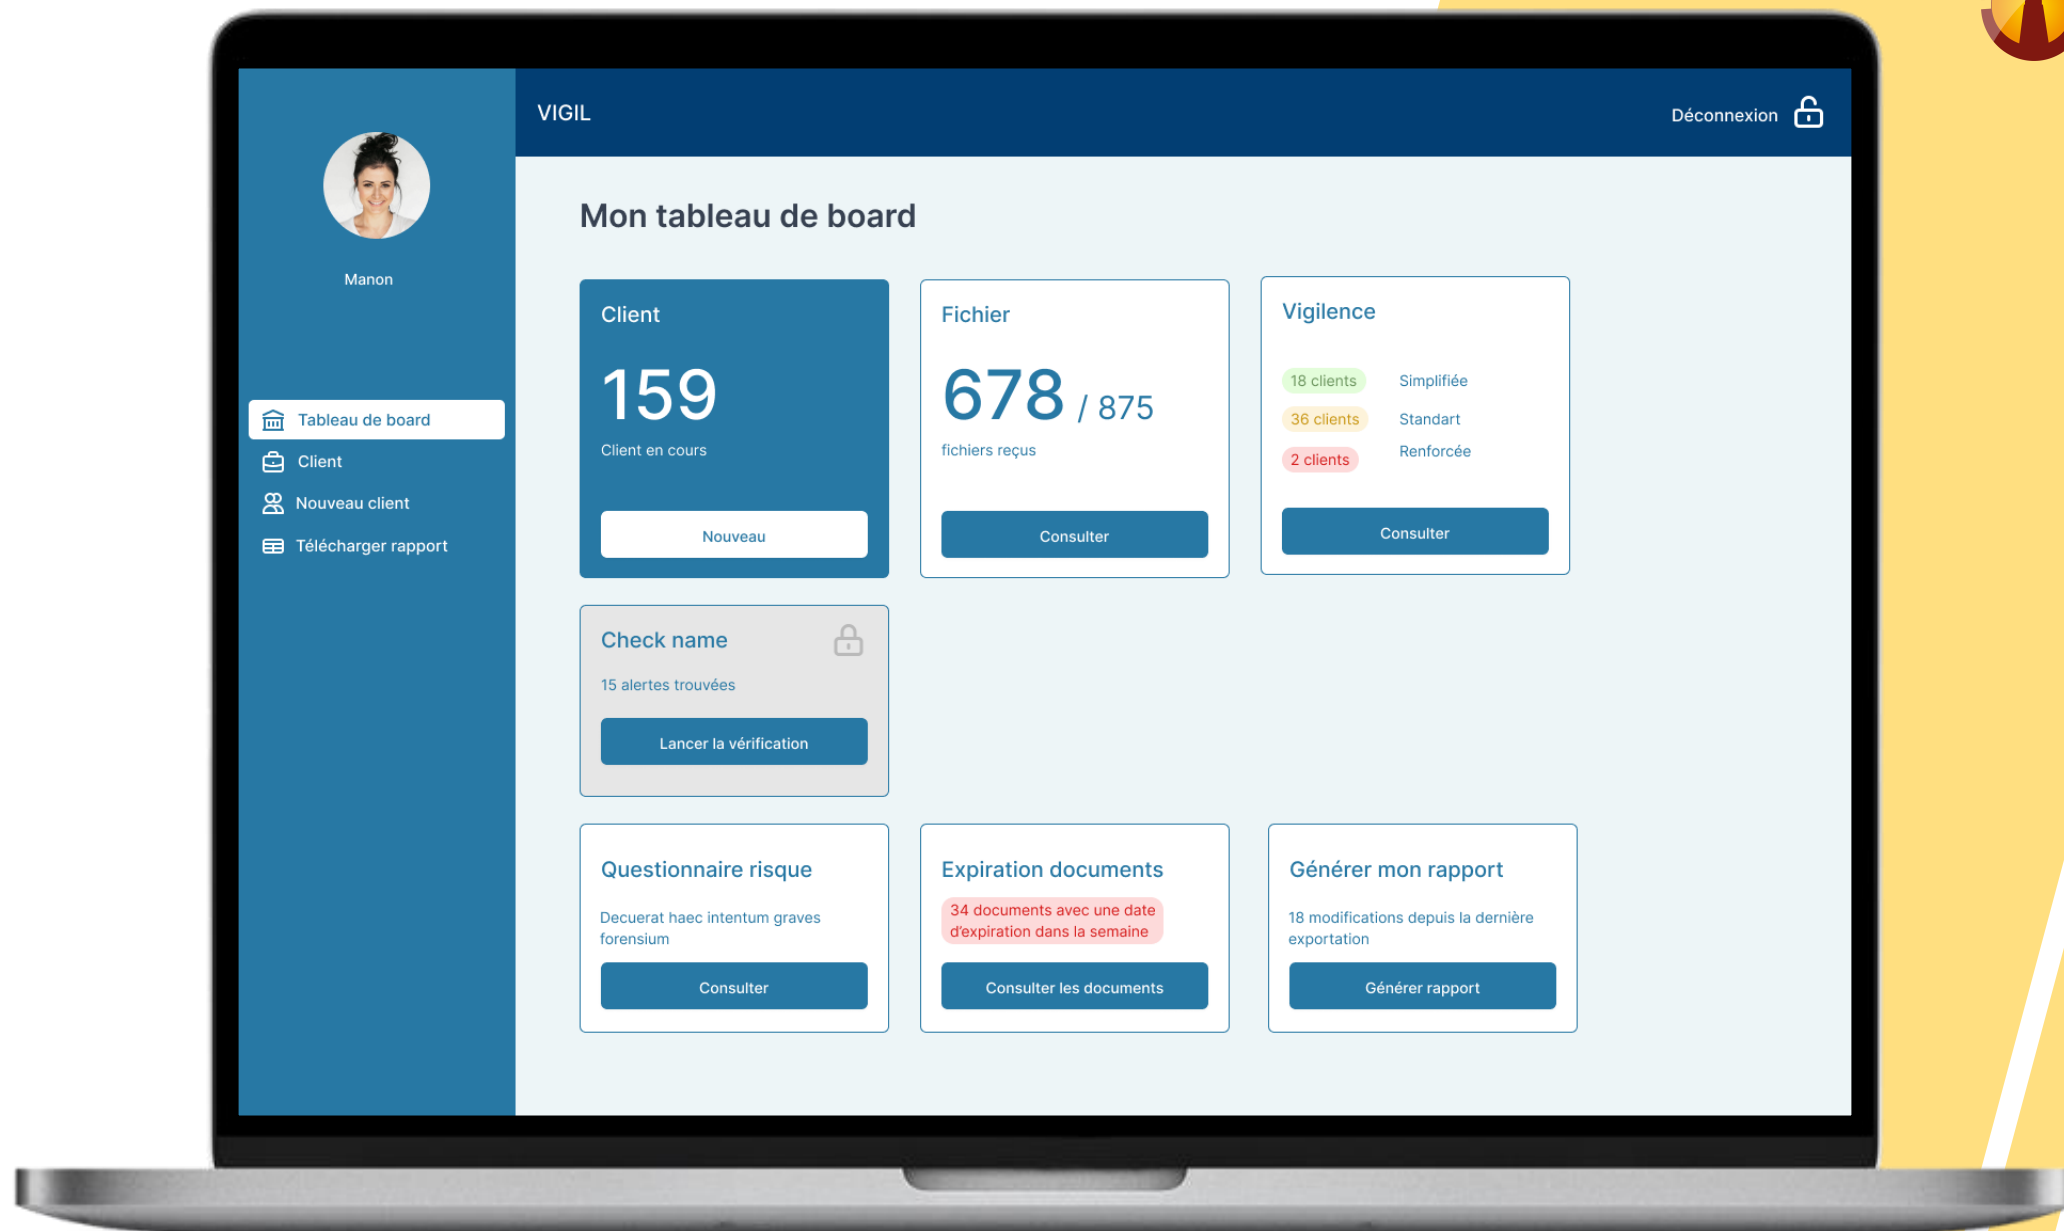 VIGIL
Déconnexion
Manon
Tableau de board
Client
Nouveau client
Télécharger rapport
Mon tableau de board
Client
159
Client en cours
Nouveau
Fichier
678 / 875
fichiers reçus
Consulter
Vigilence
18 clients Simplifiée
36 clients Standart
2 clients Renforcée
Consulter
Check name
15 alertes trouvées
Lancer la vérification
Questionnaire risque
Decuerat haec intentum graves
forensium
Consulter
Expiration documents
34 documents avec une date
d'expiration dans la semaine
Consulter les documents
Générer mon rapport
18 modifications depuis la dernière
exportation
Générer rapport